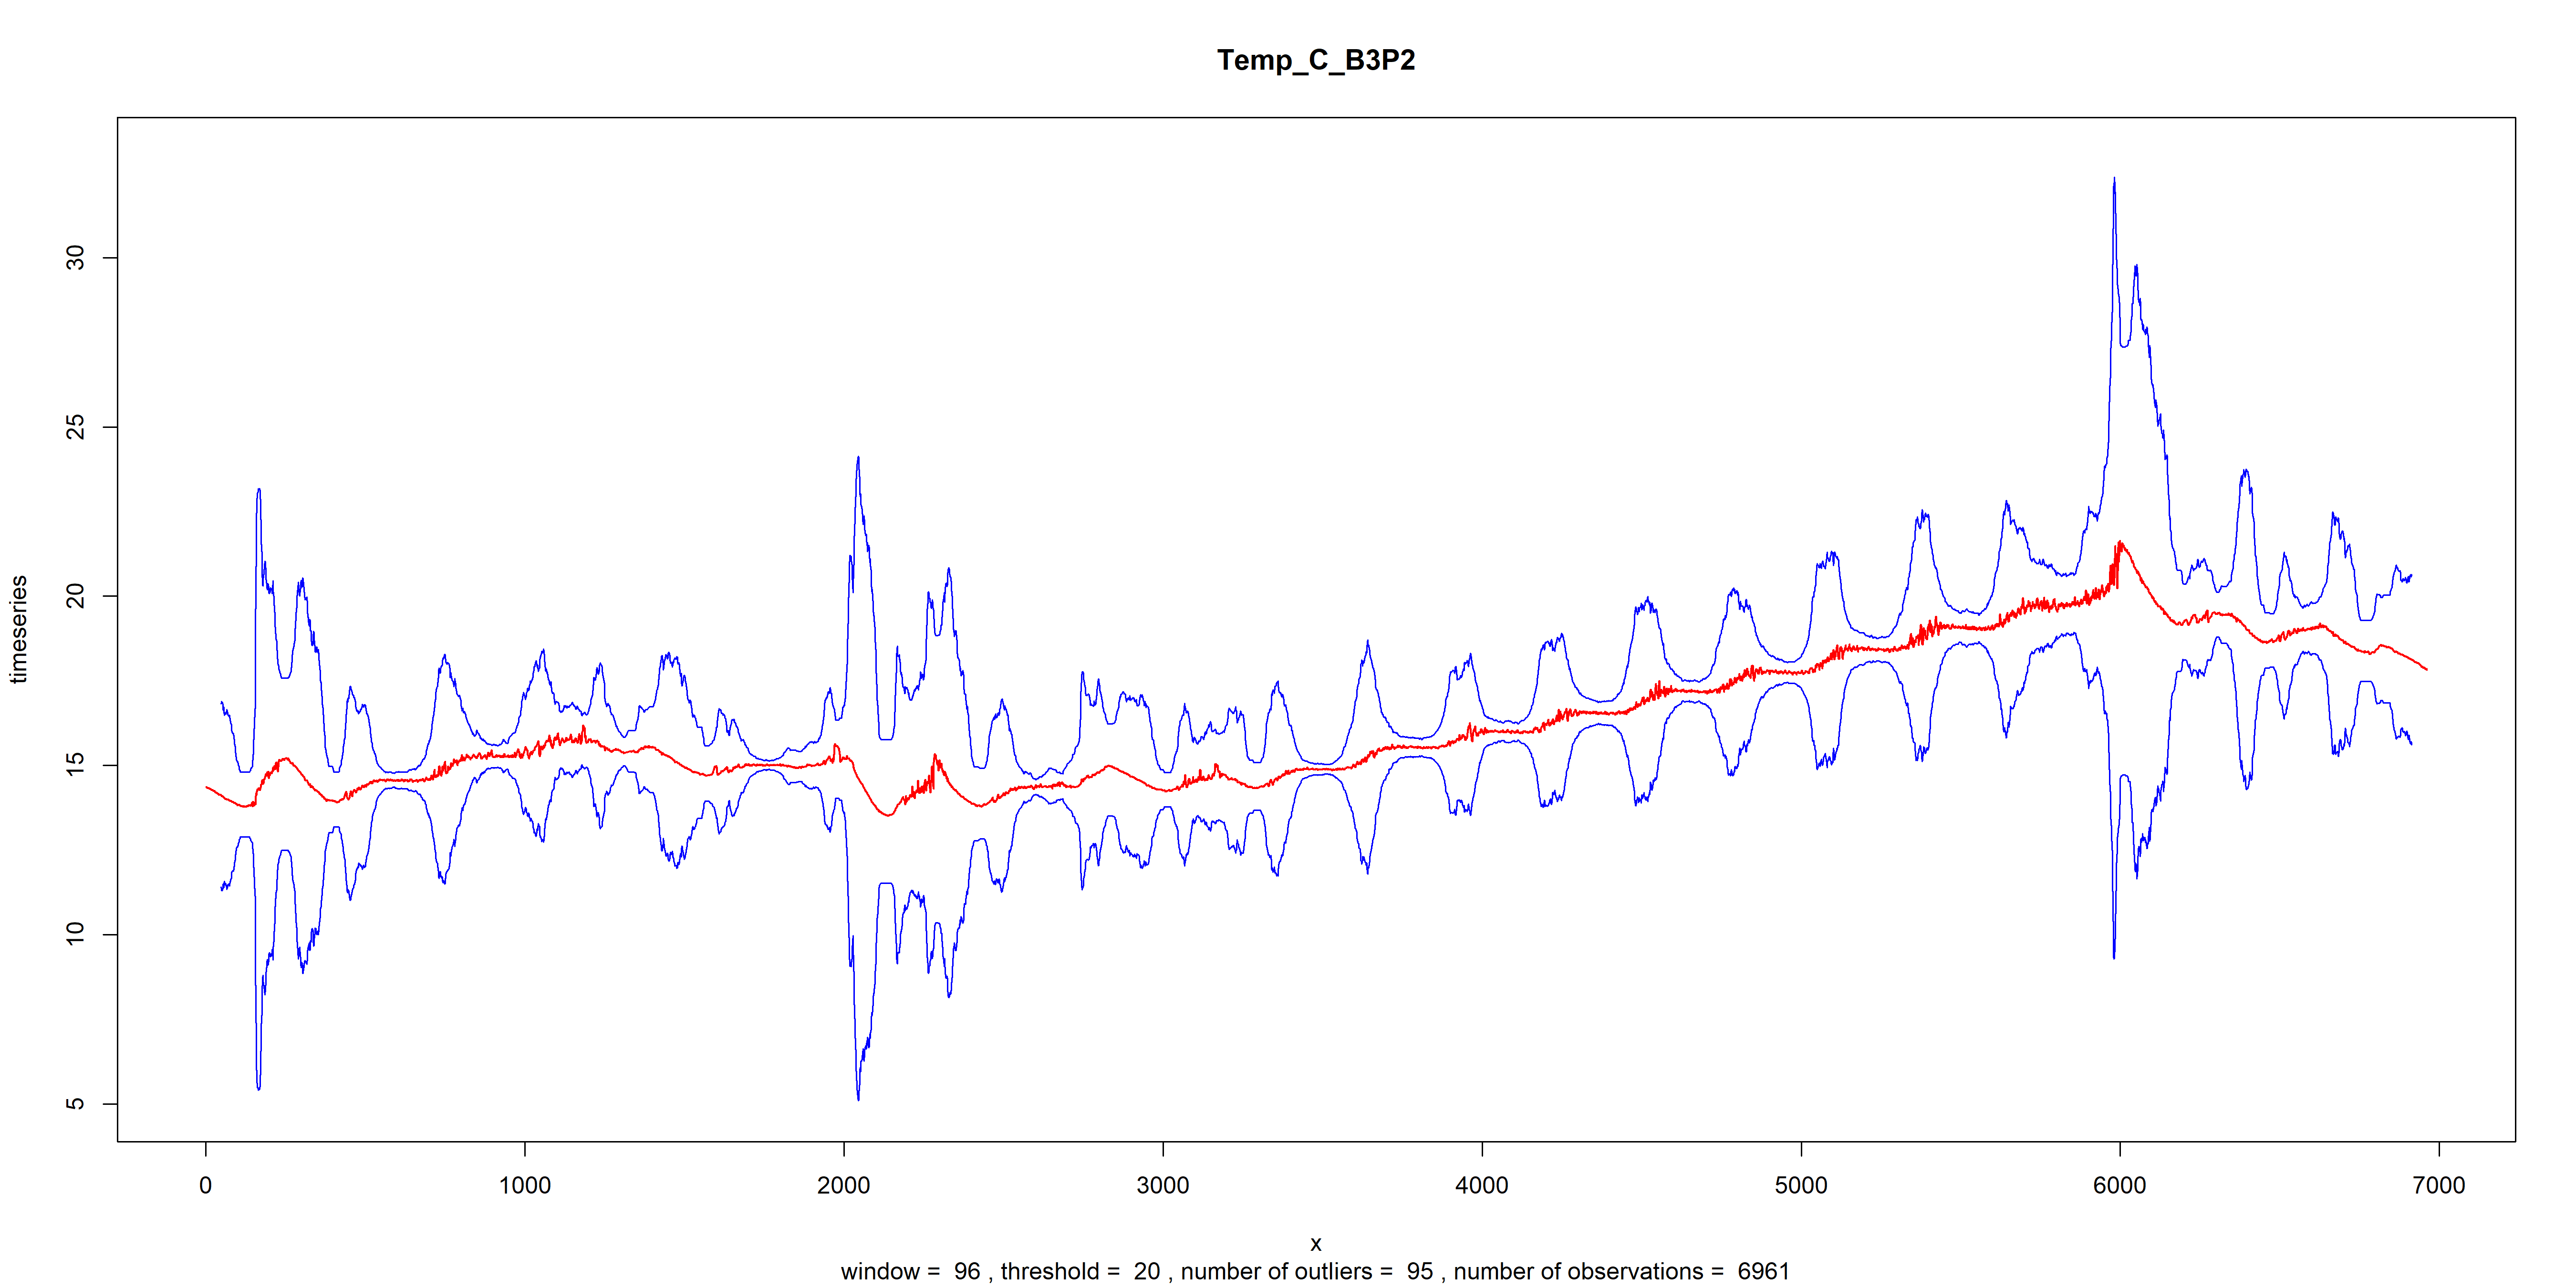 Temp_C_B3P2
timeseries
30
25
20
15
10
5
0 1000 2000 3000 4000 5000 6000 7000
x
window =  96 , threshold =  20 , number of outliers =  95 , number of observations =  6961